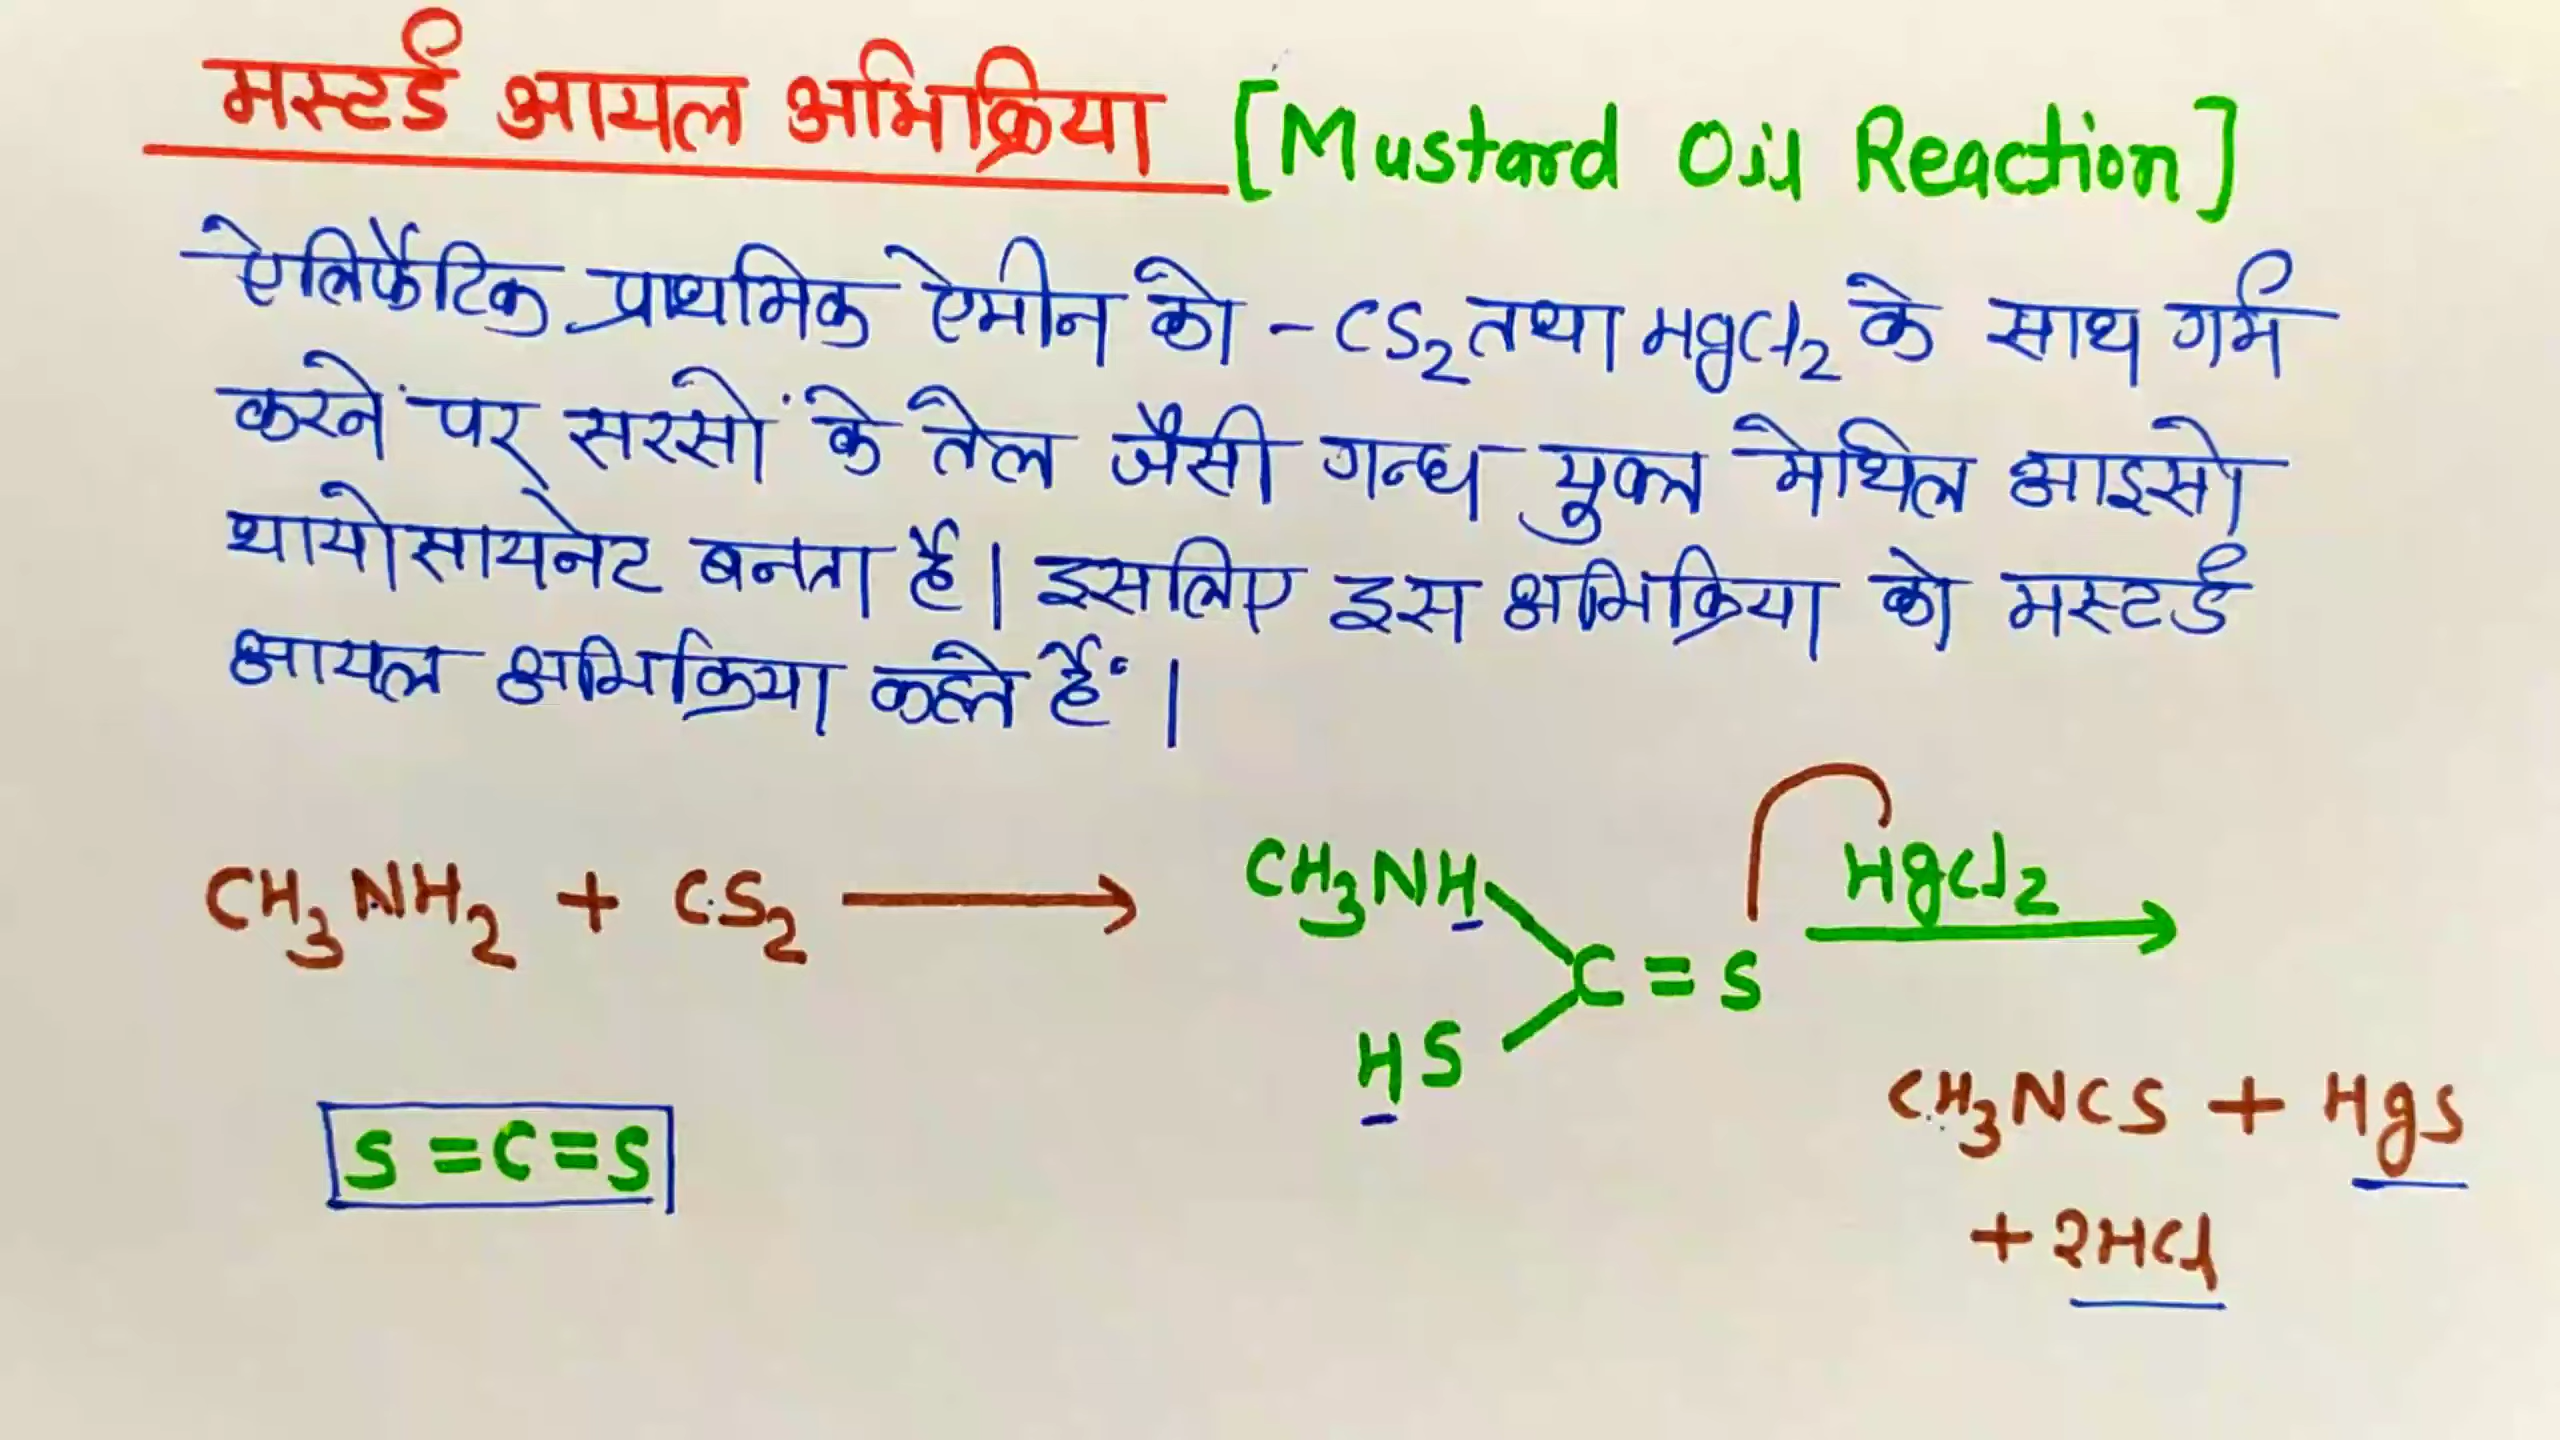 मस्टर्ड आयल अभिक्रिया [Mustard Oil Reaction]
ऐलिफैटिक प्राथमिक ऐमीन को - CS2 तथा HgCl2 के साथ गर्म
करने पर सरसों के तेल जैसी गन्ध युक्त मेथिल आइसो
थायोसायनेट बनता है। इसलिए इस अभिक्रिया को मस्टर्ड
आयल अभिक्रिया कहते हैं।
CH3NH2 + CS2 ⟶ CH3NH HgCl2
C = S
HS
S = C = S
CH3NCS + HgS
+ 2HCl